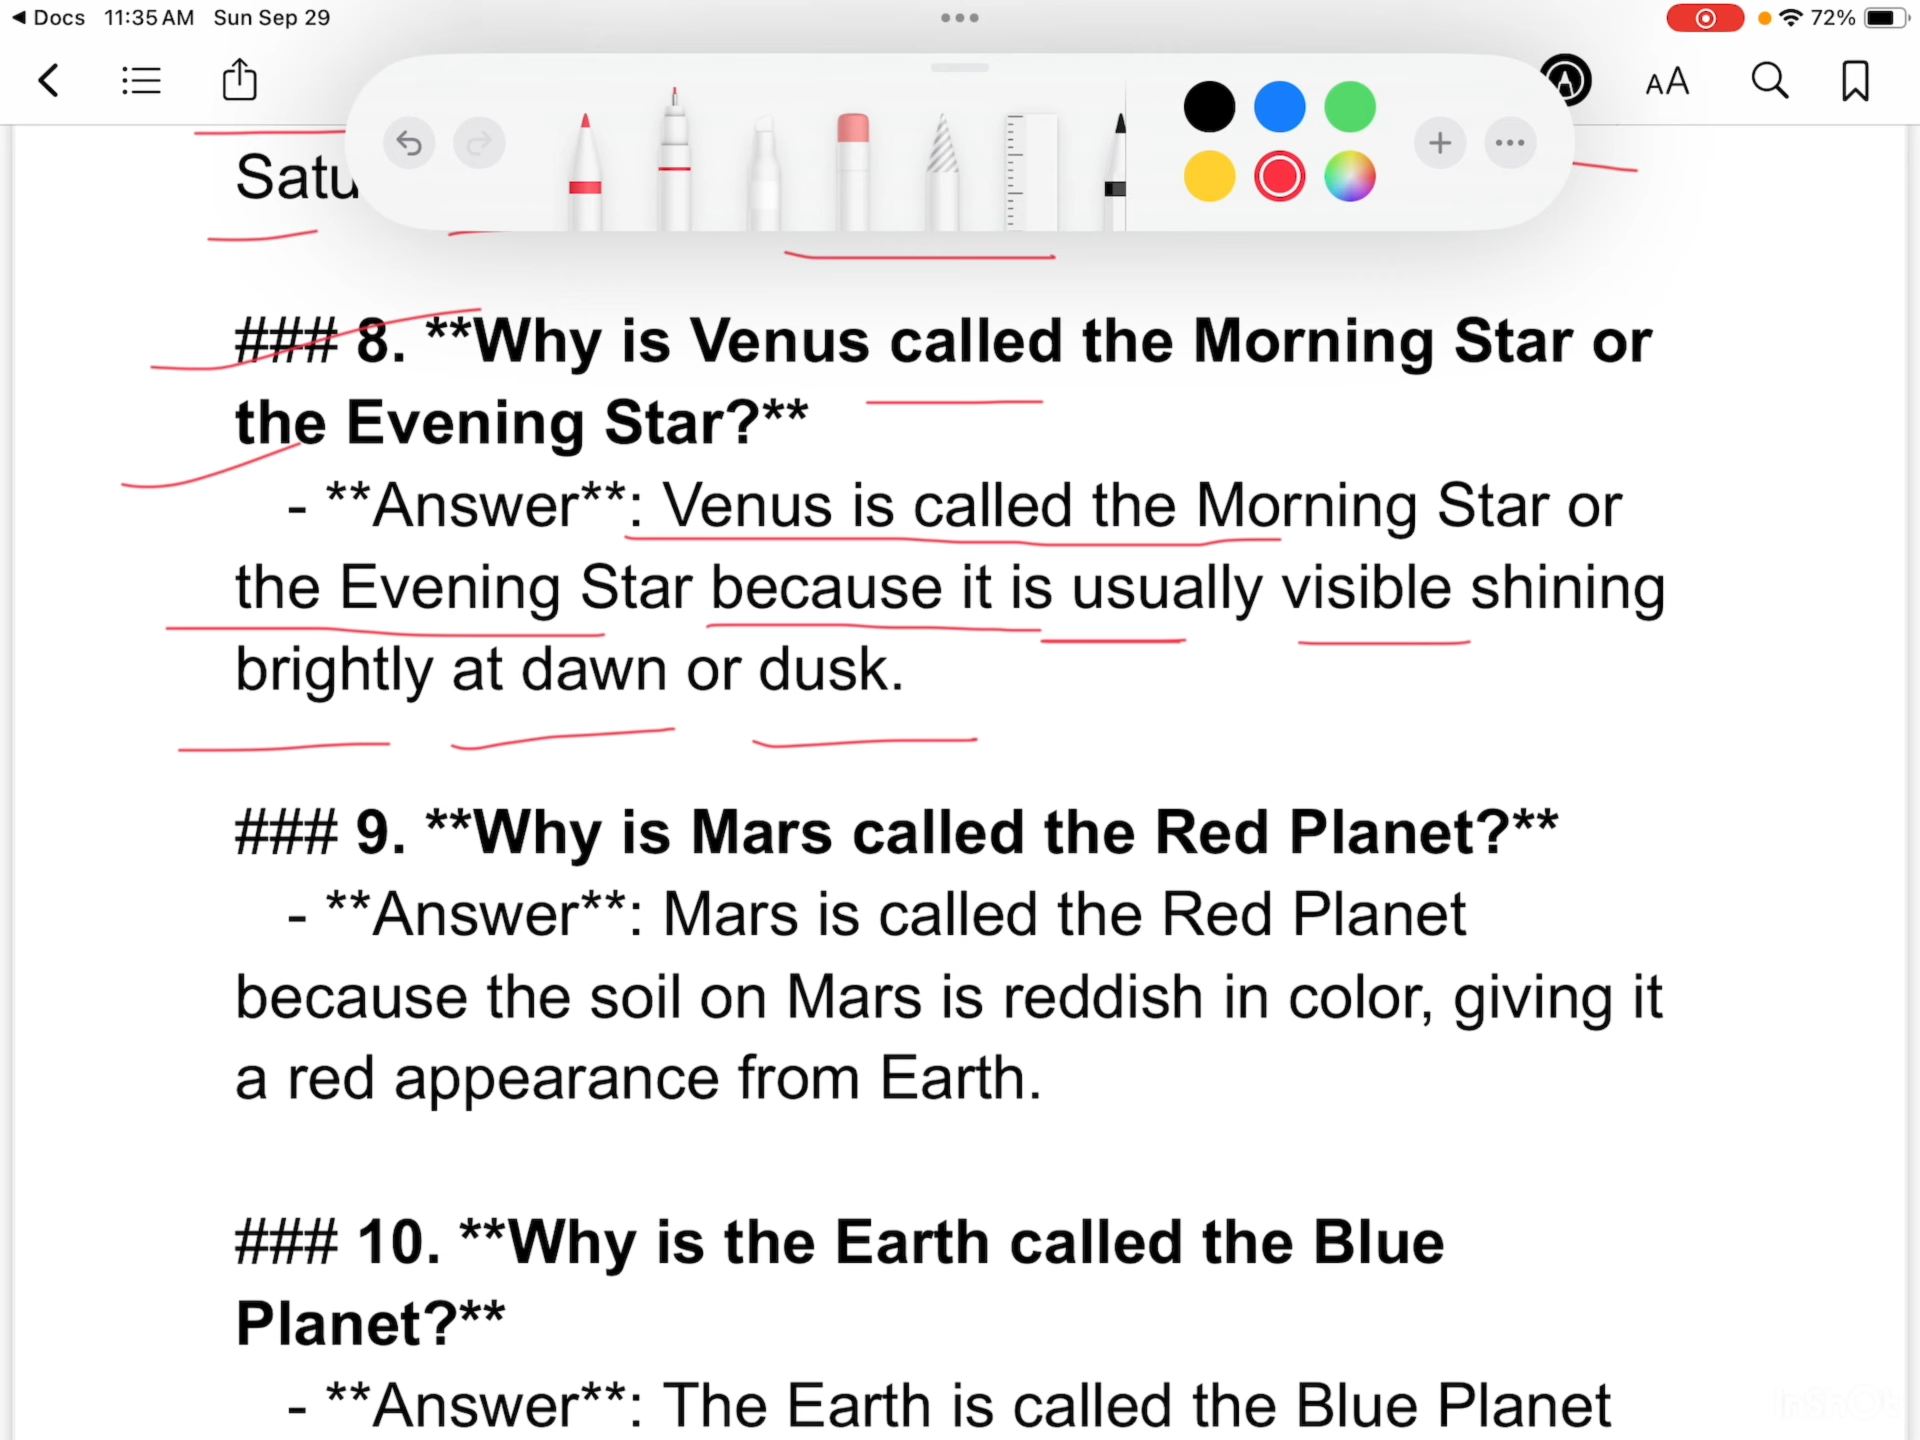 Docs 11:35 AM Sun Sep 29 72%
AA
Satu
### 8. **Why is Venus called the Morning Star or
the Evening Star?**
- **Answer**: Venus is called the Morning Star or
the Evening Star because it is usually visible shining
brightly at dawn or dusk.
### 9. **Why is Mars called the Red Planet?**
- **Answer**: Mars is called the Red Planet
because the soil on Mars is reddish in color, giving it
a red appearance from Earth.
### 10. **Why is the Earth called the Blue
Planet?**
- **Answer**: The Earth is called the Blue Planet